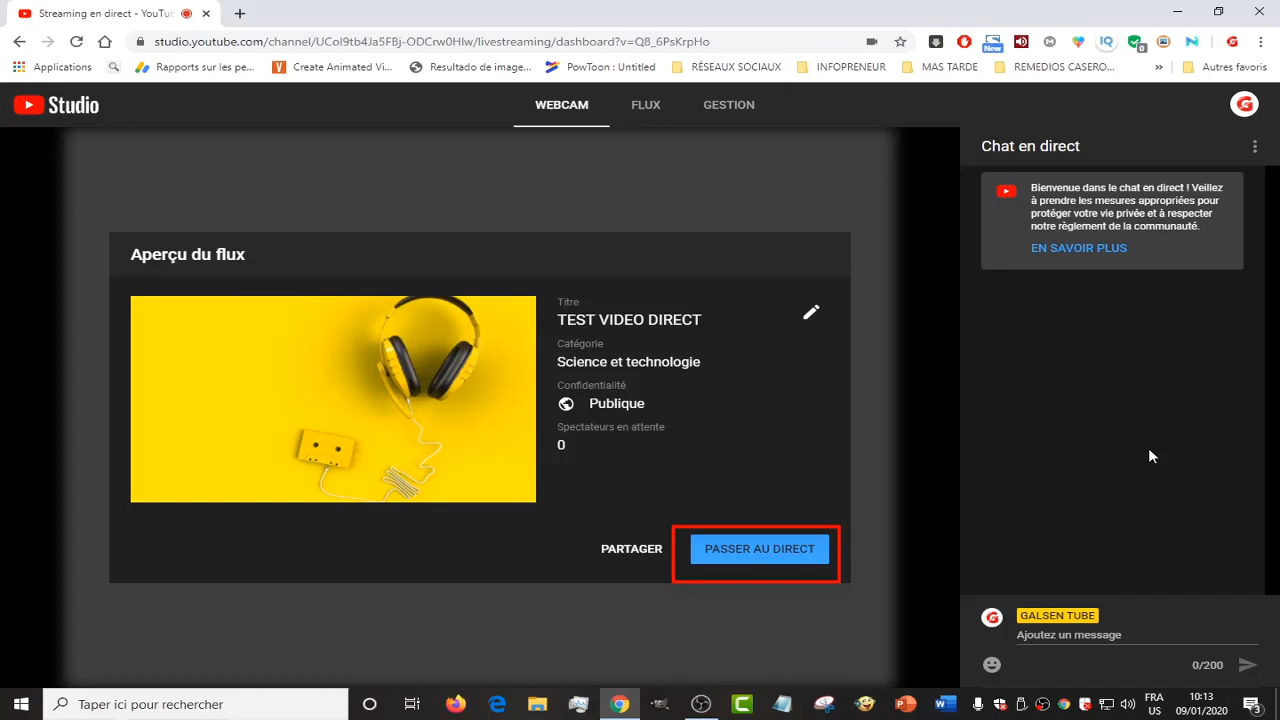 Streaming en direct - YouTu
studio.youtube.com/channel/UCoI9tb4Ja5FBj-ODCrw0HIw/livestreaming/dashboard?v=Q8_6PsKrpHo
New
0
Applications
Rapports sur les pe...
Create Animated Vi...
Resultado de image...
PowToon : Untitled
RÉSEAUX SOCIAUX
INFOPRENEUR
MAS TARDE
REMEDIOS CASERO...
»
Autres favoris
Studio
WEBCAM
FLUX
GESTION
Chat en direct
Bienvenue dans le chat en direct ! Veillez
à prendre les mesures appropriées pour
protéger votre vie privée et à respecter
notre règlement de la communauté.
EN SAVOIR PLUS
Aperçu du flux
Titre
TEST VIDEO DIRECT
Catégorie
Science et technologie
Confidentialité
Publique
Spectateurs en attente
0
PARTAGER
PASSER AU DIRECT
GALSEN TUBE
Ajoutez un message
0/200
Taper ici pour rechercher
FRA
US
10:13
09/01/2020
3